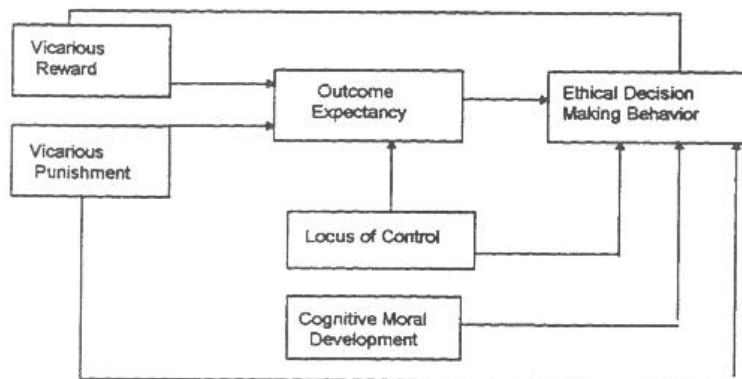 Vicarious
Reward
Outcome
Expectancy
Ethical Decision
Making Behavior
Vicarious
Punishment
Locus of Control
Cognitive Moral
Development